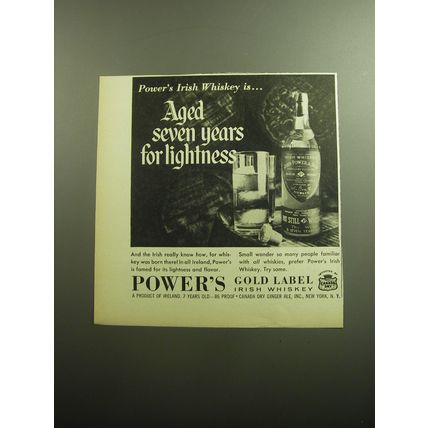 Power's Irish Whiskey is...
Aged
seven years
for lightness
And the Irish really know how, for whis-
key was born there! In all Ireland, Power's
is famed for its lightness and flavor.
Small wonder so many people familiar
with all whiskies, prefer Power's Irish
Whiskey. Try some.
POWER'S GOLD LABEL
IRISH WHISKEY
A PRODUCT OF IRELAND. 7 YEARS OLD—86 PROOF • CANADA DRY GINGER ALE, INC., NEW YORK, N. Y.
CANADA DRY